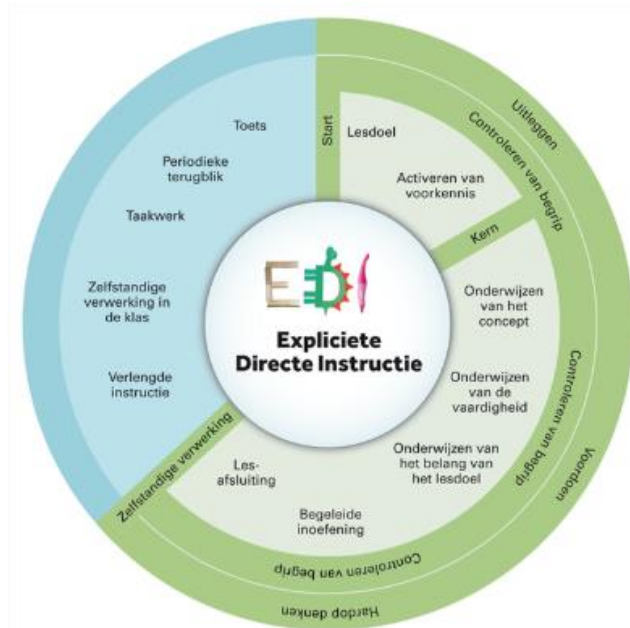 EDI
Expliciete
Directe Instructie
Start
Lesdoel
Activeren van
voorkennis
Kern
Onderwijzen
van het
concept
Onderwijzen
van de
vaardigheid
Onderwijzen van
het belang van
het lesdoel
Begeleide
inoefening
Les-
afsluiting
Zelfstandige verwerking
Verlengde
instructie
Zelfstandige
verwerking in
de klas
Taakwerk
Periodieke
terugblik
Toets
Controleren van begrip
Controleren van begrip
Controleren van begrip
Uitleggen
Voordoen
Hardop denken